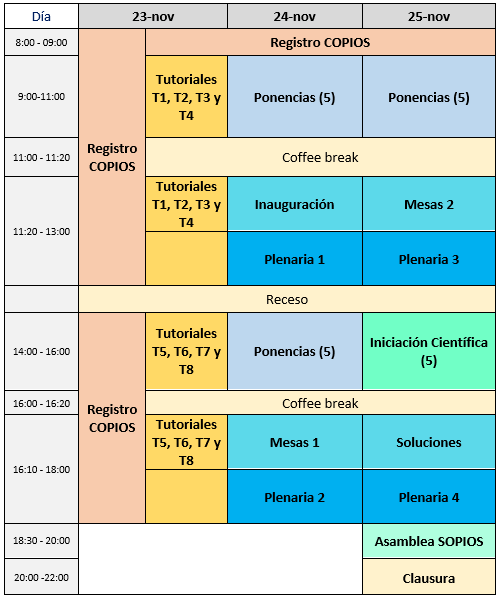 Día 23-nov 24-nov 25-nov
8:00 - 09:00 Registro COPIOS
Registro
COPIOS
9:00-11:00
Tutoriales
T1, T2, T3 y
T4
Ponencias (5) Ponencias (5)
11:00 - 11:20 Coffee break
11:20 - 13:00
Tutoriales
T1, T2, T3 y
T4
Inauguración Mesas 2
Plenaria 1 Plenaria 3
Receso
14:00 - 16:00
Registro
COPIOS
Tutoriales
T5, T6, T7 y
T8
Ponencias (5)
Iniciación Científica
(5)
16:00 - 16:20 Coffee break
16:10 - 18:00
Tutoriales
T5, T6, T7 y
T8
Mesas 1 Soluciones
Plenaria 2 Plenaria 4
18:30 - 20:00 Asamblea SOPIOS
20:00 -22:00 Clausura